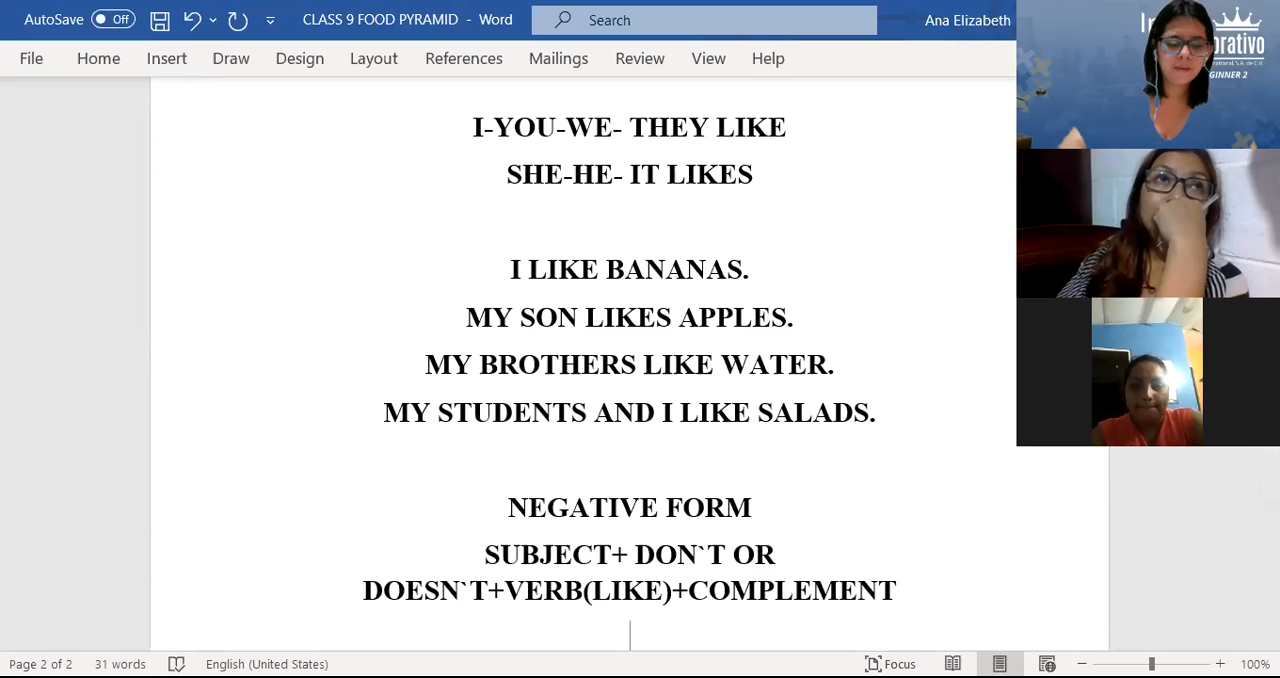 AutoSave Off CLASS 9 FOOD PYRAMID - Word Search Ana Elizabeth
File Home Insert Draw Design Layout References Mailings Review View Help
I-YOU-WE- THEY LIKE
SHE-HE- IT LIKES
I LIKE BANANAS.
MY SON LIKES APPLES.
MY BROTHERS LIKE WATER.
MY STUDENTS AND I LIKE SALADS.
NEGATIVE FORM
SUBJECT+ DON`T OR
DOESN`T+VERB(LIKE)+COMPLEMENT
Page 2 of 2 31 words English (United States) Focus 100%